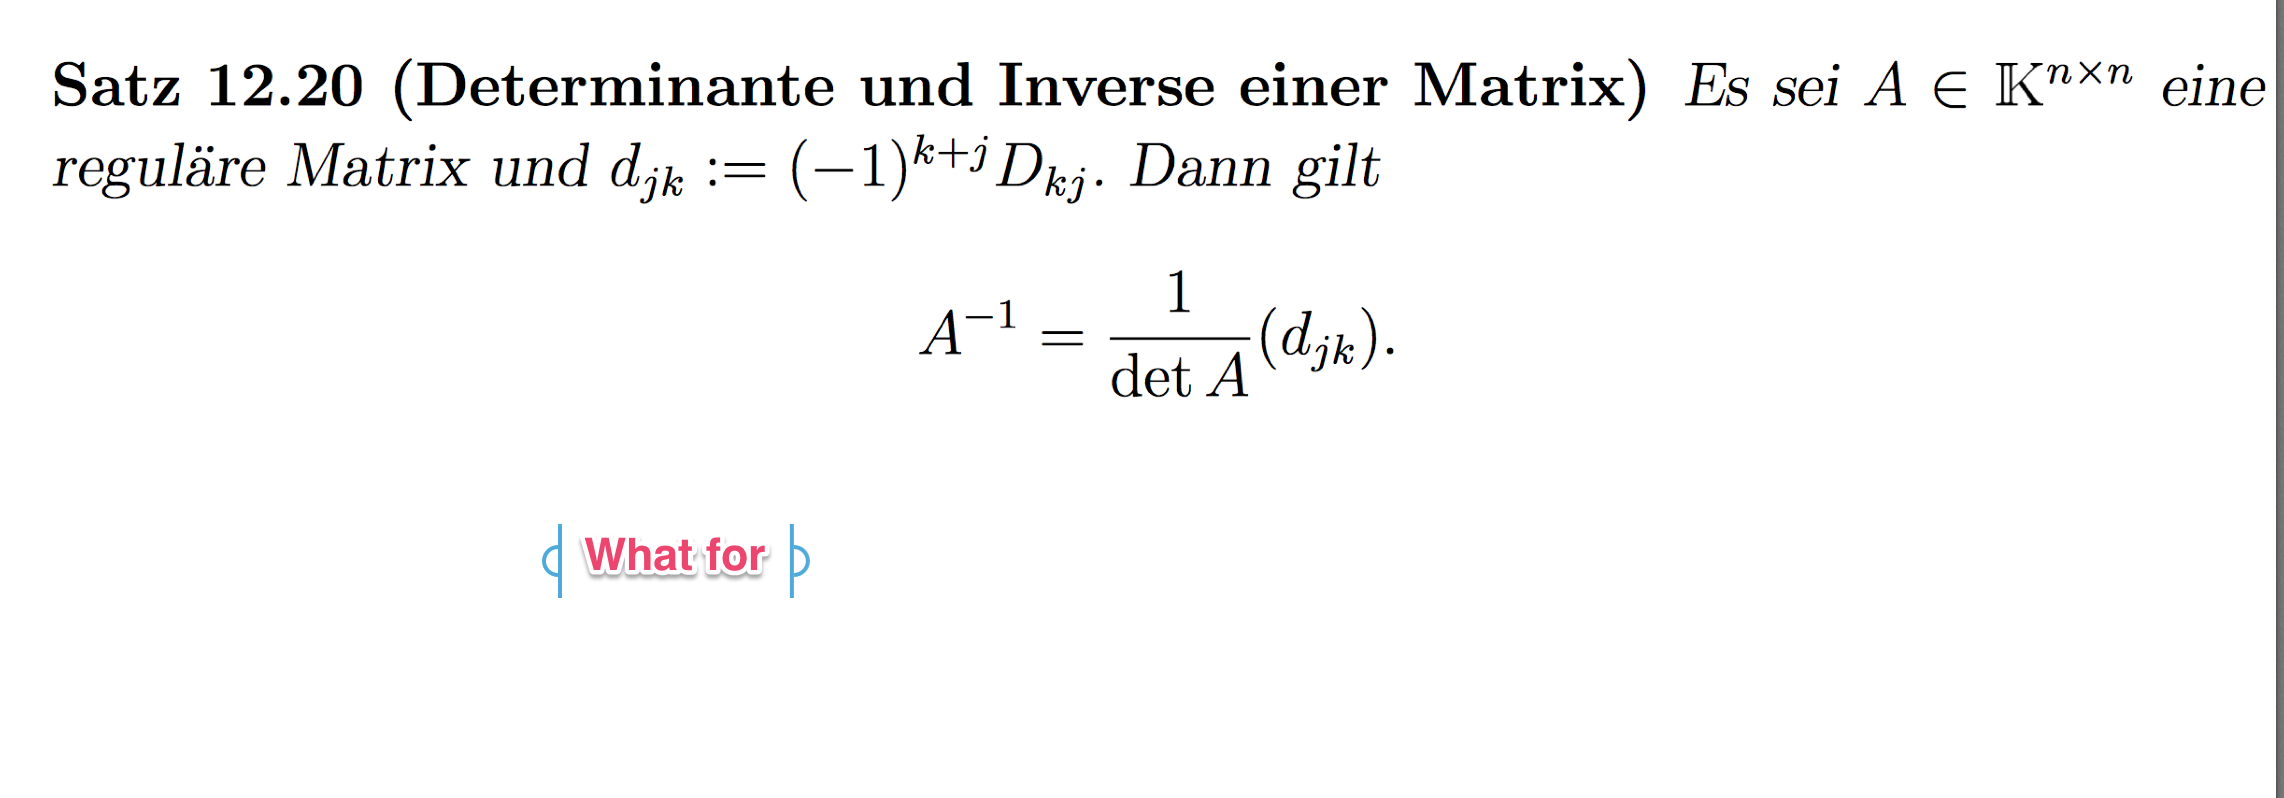 Satz 12.20 (Determinante und Inverse einer Matrix) Es sei A ∈ 𝕂^{n×n} eine
reguläre Matrix und d_{jk} := (−1)^{k+j} D_{kj}. Dann gilt
A^{−1} = \frac{1}{\det A}(d_{jk}).
What for